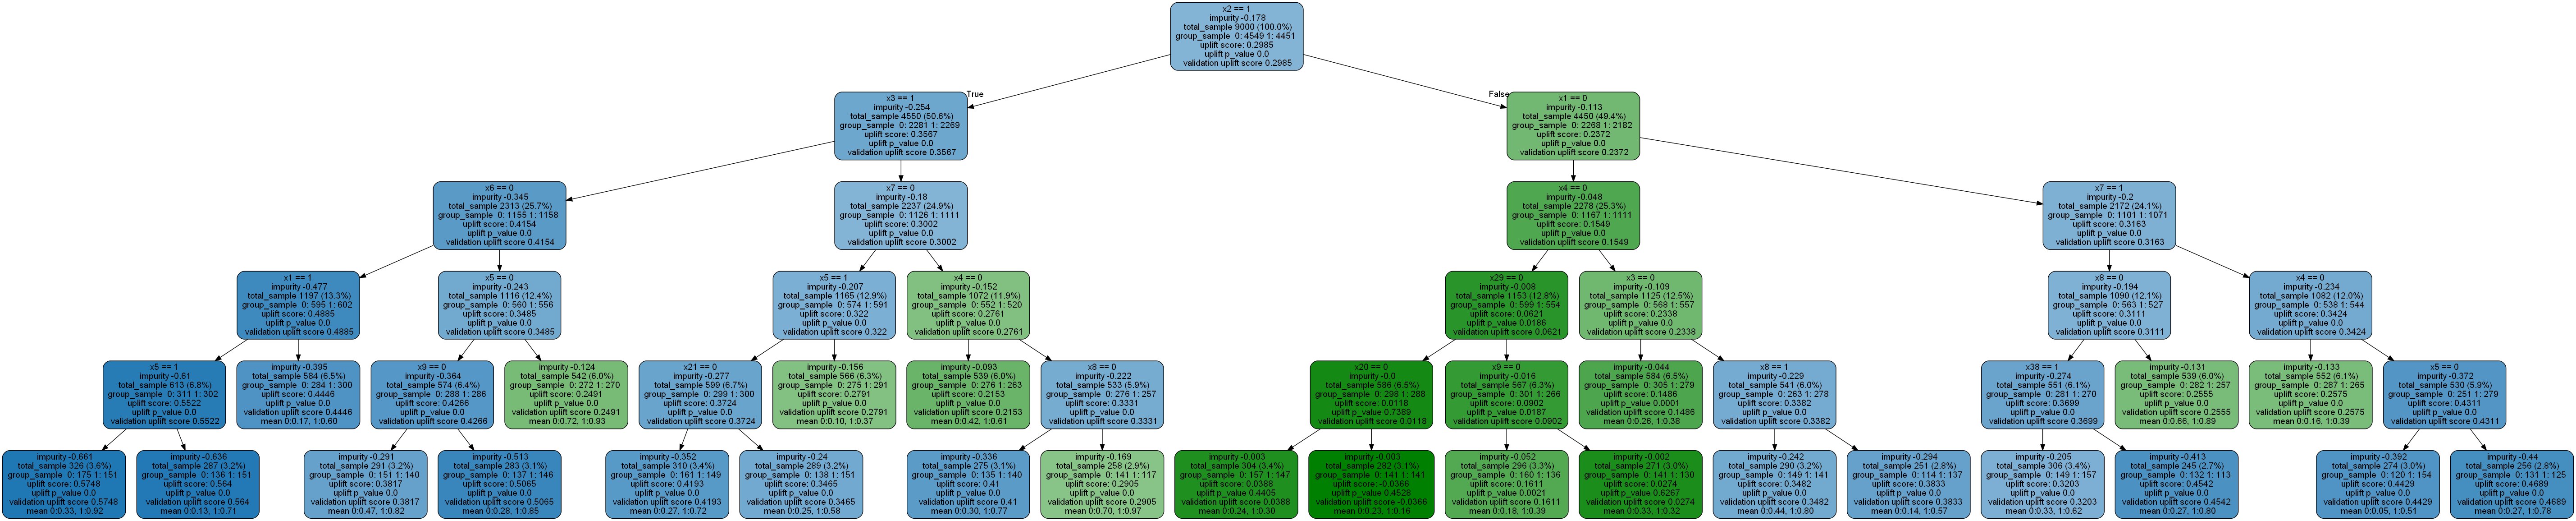 x2 == 1
impurity -0.178
total_sample 9000 (100.0%)
group_sample 0: 4549 1: 4451
uplift score: 0.2985
uplift p_value 0.0
validation uplift score 0.2985
True
False
x3 == 1
impurity -0.254
total_sample 4550 (50.6%)
group_sample 0: 2281 1: 2269
uplift score: 0.3567
uplift p_value 0.0
validation uplift score 0.3567
x1 == 0
impurity -0.113
total_sample 4450 (49.4%)
group_sample 0: 2268 1: 2182
uplift score: 0.2372
uplift p_value 0.0
validation uplift score 0.2372
x6 == 0
impurity -0.345
total_sample 2313 (25.7%)
group_sample 0: 1155 1: 1158
uplift score: 0.4154
uplift p_value 0.0
validation uplift score 0.4154
x7 == 0
impurity -0.18
total_sample 2237 (24.9%)
group_sample 0: 1126 1: 1111
uplift score: 0.3002
uplift p_value 0.0
validation uplift score 0.3002
x4 == 0
impurity -0.048
total_sample 2278 (25.3%)
group_sample 0: 1167 1: 1111
uplift score: 0.1549
uplift p_value 0.0
validation uplift score 0.1549
x7 == 1
impurity -0.2
total_sample 2172 (24.1%)
group_sample 0: 1101 1: 1071
uplift score: 0.3163
uplift p_value 0.0
validation uplift score 0.3163
x1 == 1
impurity -0.477
total_sample 1197 (13.3%)
group_sample 0: 595 1: 602
uplift score: 0.4885
uplift p_value 0.0
validation uplift score 0.4885
x5 == 0
impurity -0.243
total_sample 1116 (12.4%)
group_sample 0: 560 1: 556
uplift score: 0.3485
uplift p_value 0.0
validation uplift score 0.3485
x5 == 1
impurity -0.207
total_sample 1165 (12.9%)
group_sample 0: 574 1: 591
uplift score: 0.322
uplift p_value 0.0
validation uplift score 0.322
x4 == 0
impurity -0.152
total_sample 1072 (11.9%)
group_sample 0: 552 1: 520
uplift score: 0.2761
uplift p_value 0.0
validation uplift score 0.2761
x29 == 0
impurity -0.008
total_sample 1153 (12.8%)
group_sample 0: 599 1: 554
uplift score: 0.0621
uplift p_value 0.0186
validation uplift score 0.0621
x3 == 0
impurity -0.109
total_sample 1125 (12.5%)
group_sample 0: 568 1: 557
uplift score: 0.2338
uplift p_value 0.0
validation uplift score 0.2338
x8 == 0
impurity -0.194
total_sample 1090 (12.1%)
group_sample 0: 563 1: 527
uplift score: 0.3111
uplift p_value 0.0
validation uplift score 0.3111
x4 == 0
impurity -0.234
total_sample 1082 (12.0%)
group_sample 0: 538 1: 544
uplift score: 0.3424
uplift p_value 0.0
validation uplift score 0.3424
x5 == 1
impurity -0.61
total_sample 613 (6.8%)
group_sample 0: 311 1: 302
uplift score: 0.5522
uplift p_value 0.0
validation uplift score 0.5522
impurity -0.395
total_sample 584 (6.5%)
group_sample 0: 284 1: 300
uplift score: 0.4446
uplift p_value 0.0
validation uplift score 0.4446
mean 0:0.17, 1:0.60
x9 == 0
impurity -0.364
total_sample 574 (6.4%)
group_sample 0: 288 1: 286
uplift score: 0.4266
uplift p_value 0.0
validation uplift score 0.4266
impurity -0.124
total_sample 542 (6.0%)
group_sample 0: 272 1: 270
uplift score: 0.2491
uplift p_value 0.0
validation uplift score 0.2491
mean 0:0.72, 1:0.93
x21 == 0
impurity -0.277
total_sample 599 (6.7%)
group_sample 0: 299 1: 300
uplift score: 0.3724
uplift p_value 0.0
validation uplift score 0.3724
impurity -0.156
total_sample 566 (6.3%)
group_sample 0: 275 1: 291
uplift score: 0.2791
uplift p_value 0.0
validation uplift score 0.2791
mean 0:0.10, 1:0.37
impurity -0.093
total_sample 539 (6.0%)
group_sample 0: 276 1: 263
uplift score: 0.2153
uplift p_value 0.0
validation uplift score 0.2153
mean 0:0.42, 1:0.61
x8 == 0
impurity -0.222
total_sample 533 (5.9%)
group_sample 0: 276 1: 257
uplift score: 0.3331
uplift p_value 0.0
validation uplift score 0.3331
x20 == 0
impurity -0.0
total_sample 586 (6.5%)
group_sample 0: 298 1: 288
uplift score: 0.0118
uplift p_value 0.7389
validation uplift score 0.0118
x9 == 0
impurity -0.016
total_sample 567 (6.3%)
group_sample 0: 301 1: 266
uplift score: 0.0902
uplift p_value 0.0187
validation uplift score 0.0902
impurity -0.044
total_sample 584 (6.5%)
group_sample 0: 305 1: 279
uplift score: 0.1486
uplift p_value 0.0001
validation uplift score 0.1486
mean 0:0.26, 1:0.38
x8 == 1
impurity -0.229
total_sample 541 (6.0%)
group_sample 0: 263 1: 278
uplift score: 0.3382
uplift p_value 0.0
validation uplift score 0.3382
x38 == 1
impurity -0.274
total_sample 551 (6.1%)
group_sample 0: 281 1: 270
uplift score: 0.3699
uplift p_value 0.0
validation uplift score 0.3699
impurity -0.131
total_sample 539 (6.0%)
group_sample 0: 282 1: 257
uplift score: 0.2555
uplift p_value 0.0
validation uplift score 0.2555
mean 0:0.66, 1:0.89
impurity -0.133
total_sample 552 (6.1%)
group_sample 0: 287 1: 265
uplift score: 0.2575
uplift p_value 0.0
validation uplift score 0.2575
mean 0:0.16, 1:0.39
x5 == 0
impurity -0.372
total_sample 530 (5.9%)
group_sample 0: 251 1: 279
uplift score: 0.4311
uplift p_value 0.0
validation uplift score 0.4311
impurity -0.661
total_sample 326 (3.6%)
group_sample 0: 175 1: 151
uplift score: 0.5748
uplift p_value 0.0
validation uplift score 0.5748
mean 0:0.33, 1:0.92
impurity -0.636
total_sample 287 (3.2%)
group_sample 0: 136 1: 151
uplift score: 0.564
uplift p_value 0.0
validation uplift score 0.564
mean 0:0.13, 1:0.71
impurity -0.291
total_sample 291 (3.2%)
group_sample 0: 151 1: 140
uplift score: 0.3817
uplift p_value 0.0
validation uplift score 0.3817
mean 0:0.47, 1:0.82
impurity -0.513
total_sample 283 (3.1%)
group_sample 0: 137 1: 146
uplift score: 0.5065
uplift p_value 0.0
validation uplift score 0.5065
mean 0:0.28, 1:0.85
impurity -0.352
total_sample 310 (3.4%)
group_sample 0: 161 1: 149
uplift score: 0.4193
uplift p_value 0.0
validation uplift score 0.4193
mean 0:0.27, 1:0.72
impurity -0.24
total_sample 289 (3.2%)
group_sample 0: 138 1: 151
uplift score: 0.3465
uplift p_value 0.0
validation uplift score 0.3465
mean 0:0.25, 1:0.58
impurity -0.336
total_sample 275 (3.1%)
group_sample 0: 135 1: 140
uplift score: 0.41
uplift p_value 0.0
validation uplift score 0.41
mean 0:0.30, 1:0.77
impurity -0.169
total_sample 258 (2.9%)
group_sample 0: 141 1: 117
uplift score: 0.2905
uplift p_value 0.0
validation uplift score 0.2905
mean 0:0.70, 1:0.97
impurity -0.003
total_sample 304 (3.4%)
group_sample 0: 157 1: 147
uplift score: 0.0388
uplift p_value 0.4405
validation uplift score 0.0388
mean 0:0.24, 1:0.30
impurity -0.003
total_sample 282 (3.1%)
group_sample 0: 141 1: 141
uplift score: -0.0366
uplift p_value 0.4528
validation uplift score -0.0366
mean 0:0.23, 1:0.16
impurity -0.052
total_sample 296 (3.3%)
group_sample 0: 160 1: 136
uplift score: 0.1611
uplift p_value 0.0021
validation uplift score 0.1611
mean 0:0.18, 1:0.39
impurity -0.002
total_sample 271 (3.0%)
group_sample 0: 141 1: 130
uplift score: 0.0274
uplift p_value 0.6267
validation uplift score 0.0274
mean 0:0.33, 1:0.32
impurity -0.242
total_sample 290 (3.2%)
group_sample 0: 149 1: 141
uplift score: 0.3482
uplift p_value 0.0
validation uplift score 0.3482
mean 0:0.44, 1:0.80
impurity -0.294
total_sample 251 (2.8%)
group_sample 0: 114 1: 137
uplift score: 0.3833
uplift p_value 0.0
validation uplift score 0.3833
mean 0:0.14, 1:0.57
impurity -0.205
total_sample 306 (3.4%)
group_sample 0: 149 1: 157
uplift score: 0.3203
uplift p_value 0.0
validation uplift score 0.3203
mean 0:0.33, 1:0.62
impurity -0.413
total_sample 245 (2.7%)
group_sample 0: 132 1: 113
uplift score: 0.4542
uplift p_value 0.0
validation uplift score 0.4542
mean 0:0.27, 1:0.80
impurity -0.392
total_sample 274 (3.0%)
group_sample 0: 120 1: 154
uplift score: 0.4429
uplift p_value 0.0
validation uplift score 0.4429
mean 0:0.05, 1:0.51
impurity -0.44
total_sample 256 (2.8%)
group_sample 0: 131 1: 125
uplift score: 0.4689
uplift p_value 0.0
validation uplift score 0.4689
mean 0:0.27, 1:0.78